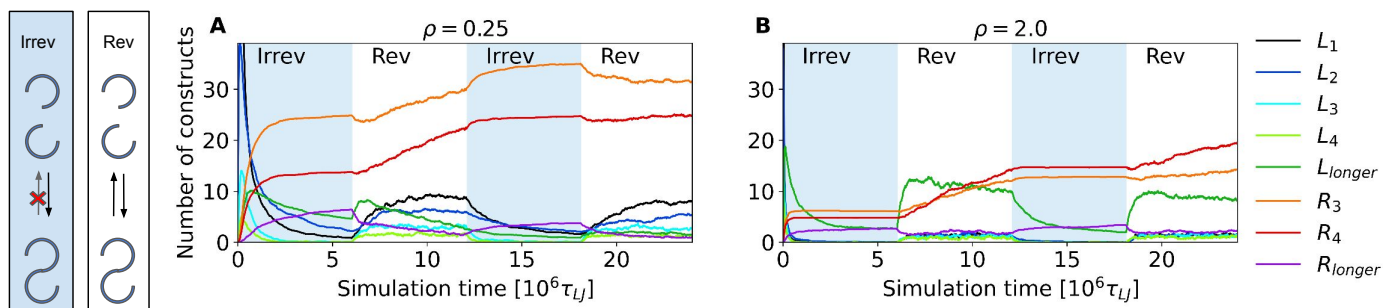 Irrev
Rev
A
ρ = 0.25
Irrev
Rev
Irrev
Rev
Number of constructs
30
20
10
0
0
5
10
15
20
Simulation time [10⁶τ_LJ]
B
ρ = 2.0
Irrev
Rev
Irrev
Rev
30
20
10
0
0
5
10
15
20
Simulation time [10⁶τ_LJ]
L₁
L₂
L₃
L₄
L_longer
R₃
R₄
R_longer